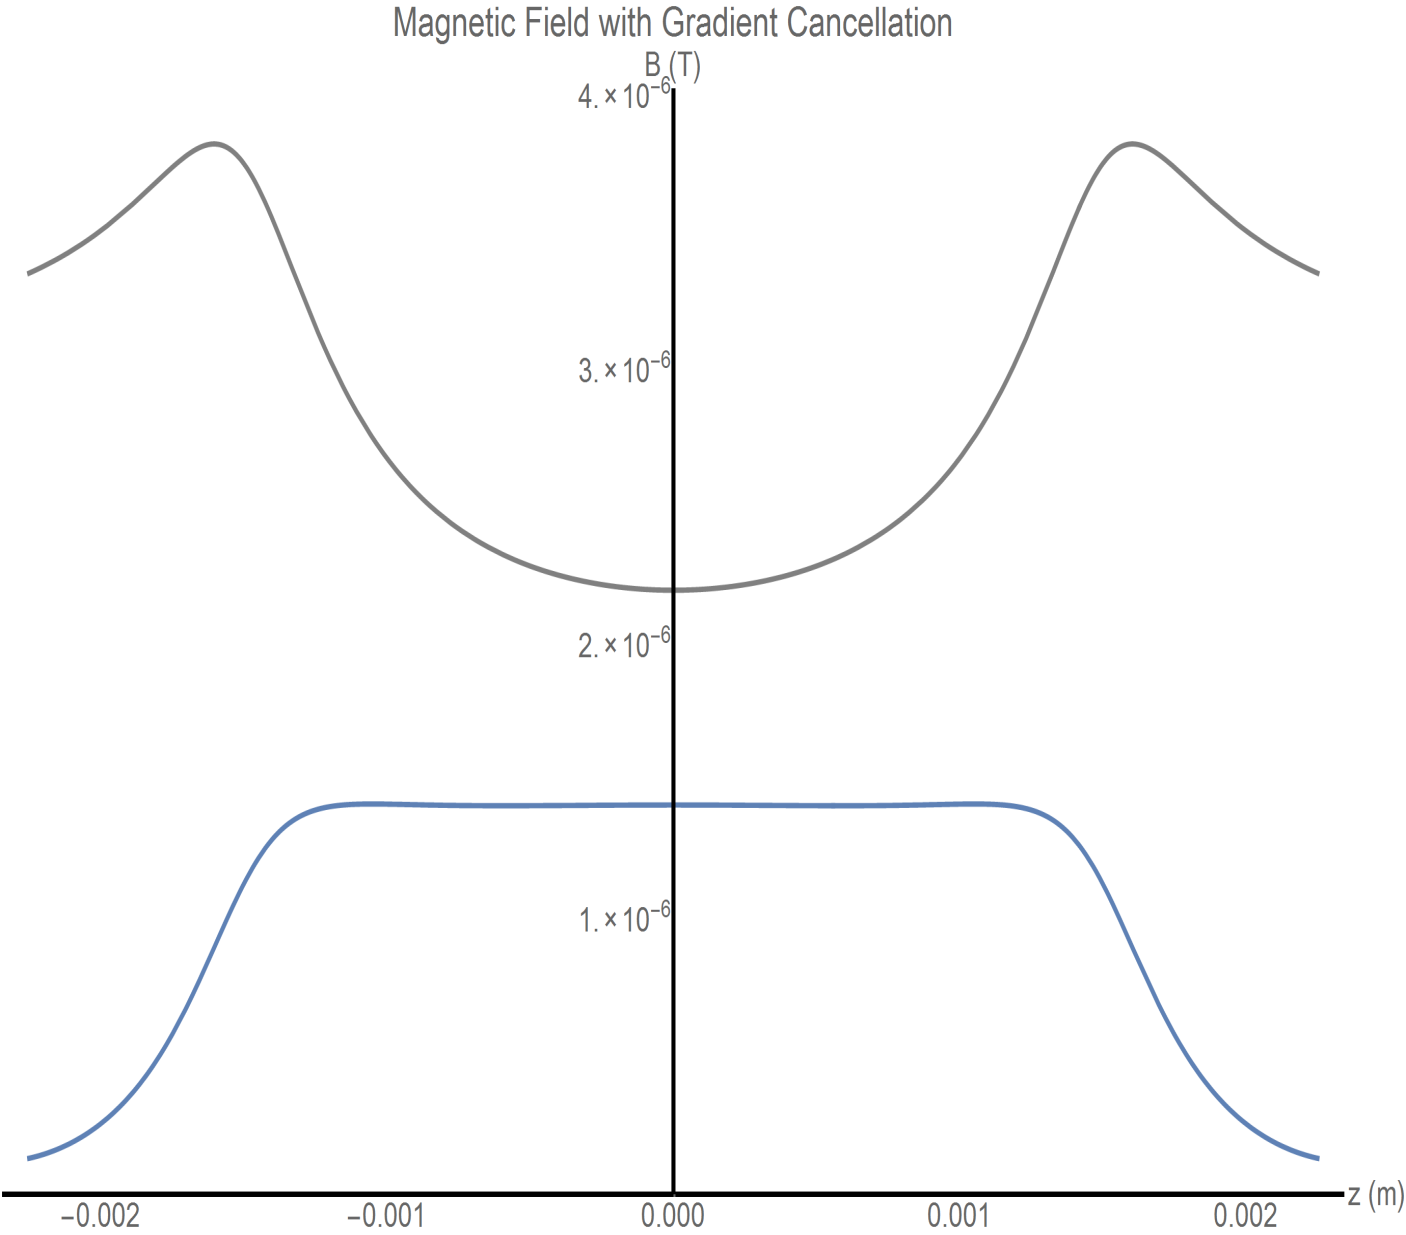 Magnetic Field with Gradient Cancellation
B (T)
4.×10⁻⁶
3.×10⁻⁶
2.×10⁻⁶
1.×10⁻⁶
z (m)
−0.002 −0.001 0.000 0.001 0.002